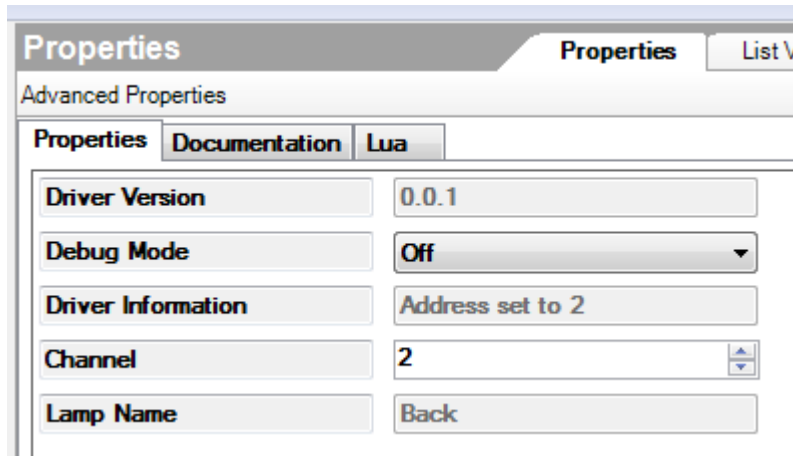 Properties Properties List V
Advanced Properties
Properties Documentation Lua
Driver Version 0.0.1
Debug Mode Off
Driver Information Address set to 2
Channel 2
Lamp Name Back